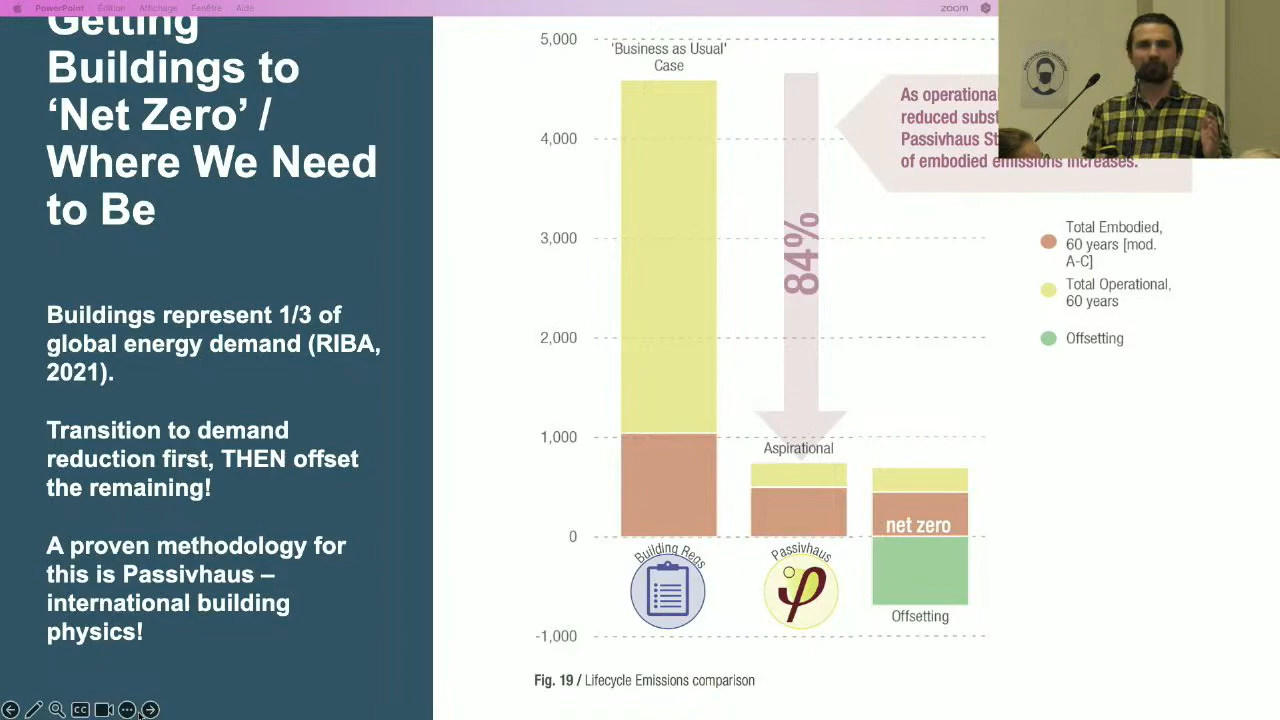 PowerPoint Édition Affichage Fenêtre Aide
zoom
Getting
Buildings to
‘Net Zero’ /
Where We Need
to Be
Buildings represent 1/3 of
global energy demand (RIBA,
2021).
Transition to demand
reduction first, THEN offset
the remaining!
A proven methodology for
this is Passivhaus –
international building
physics!
5,000
4,000
3,000
2,000
1,000
0
-1,000
‘Business as Usual’
Case
84%
As operational
reduced subst
Passivhaus St
of embodied emissions increases.
Total Embodied,
60 years [mod.
A-C]
Total Operational,
60 years
Offsetting
Aspirational
net zero
Building Regs
Passivhaus
Offsetting
Fig. 19 / Lifecycle Emissions comparison
CC